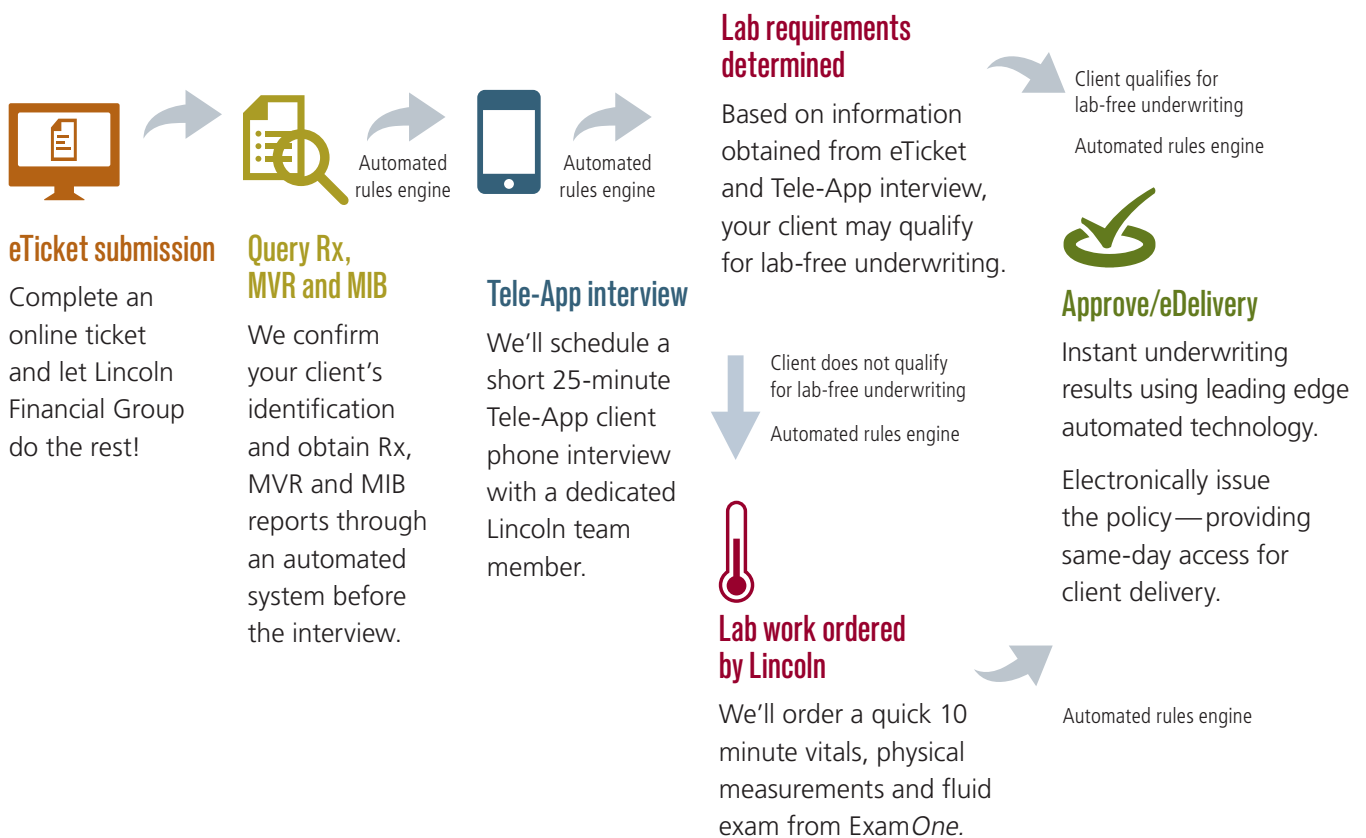 eTicket submission
Complete an
online ticket
and let Lincoln
Financial Group
do the rest!
Query Rx,
MVR and MIB
We confirm
your client’s
identification
and obtain Rx,
MVR and MIB
reports through
an automated
system before
the interview.
Automated
rules engine
Tele-App interview
We’ll schedule a
short 25-minute
Tele-App client
phone interview
with a dedicated
Lincoln team
member.
Automated
rules engine
Lab requirements
determined
Based on information
obtained from eTicket
and Tele-App interview,
your client may qualify
for lab-free underwriting.
Client qualifies for
lab-free underwriting
Automated rules engine
Client does not qualify
for lab-free underwriting
Automated rules engine
Lab work ordered
by Lincoln
We’ll order a quick 10
minute vitals, physical
measurements and fluid
exam from ExamOne.
Automated rules engine
Approve/eDelivery
Instant underwriting
results using leading edge
automated technology.
Electronically issue
the policy — providing
same-day access for
client delivery.